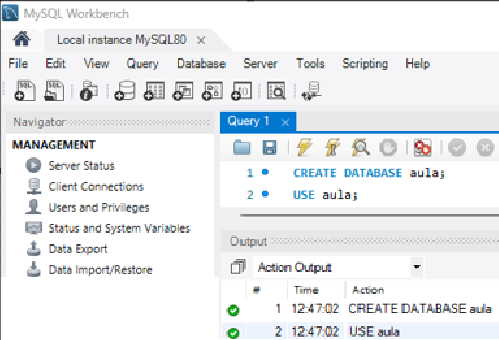 MySQL Workbench
Local instance MySQL80 ×
File Edit View Query Database Server Tools Scripting Help
Navigator
Query 1 ×
MANAGEMENT
Server Status
Client Connections
Users and Privileges
Status and System Variables
Data Export
Data Import/Restore
1 CREATE DATABASE aula;
2 USE aula;
Output
Action Output
# Time Action
1 12:47:02 CREATE DATABASE aula
2 12:47:02 USE aula